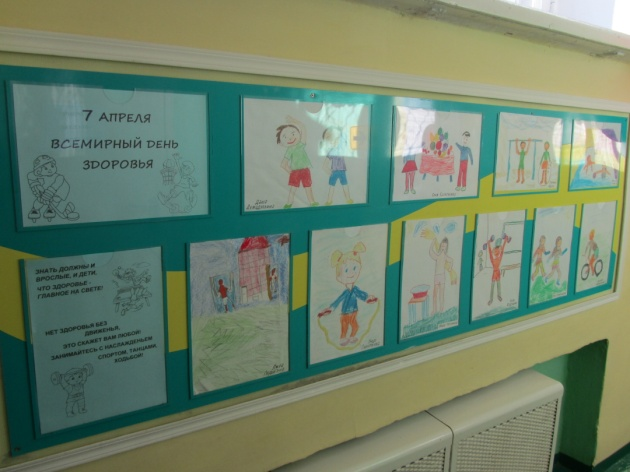 7 АПРЕЛЯ
ВСЕМИРНЫЙ ДЕНЬ
ЗДОРОВЬЯ
ЗНАТЬ ДОЛЖНЫ И
ВРОСЛЫЕ, И ДЕТИ,
ЧТО ЗДОРОВЬЕ -
ГЛАВНОЕ НА СВЕТЕ!
НЕТ ЗДОРОВЬЯ БЕЗ
ДВИЖЕНЬЯ,
ЭТО СКАЖЕТ ВАМ ЛЮБОЙ!
ЗАНИМАЙТЕСЬ С НАСЛАЖДЕНЬЕМ
СПОРТОМ, ТАНЦАМИ,
ХОДЬБОЙ!